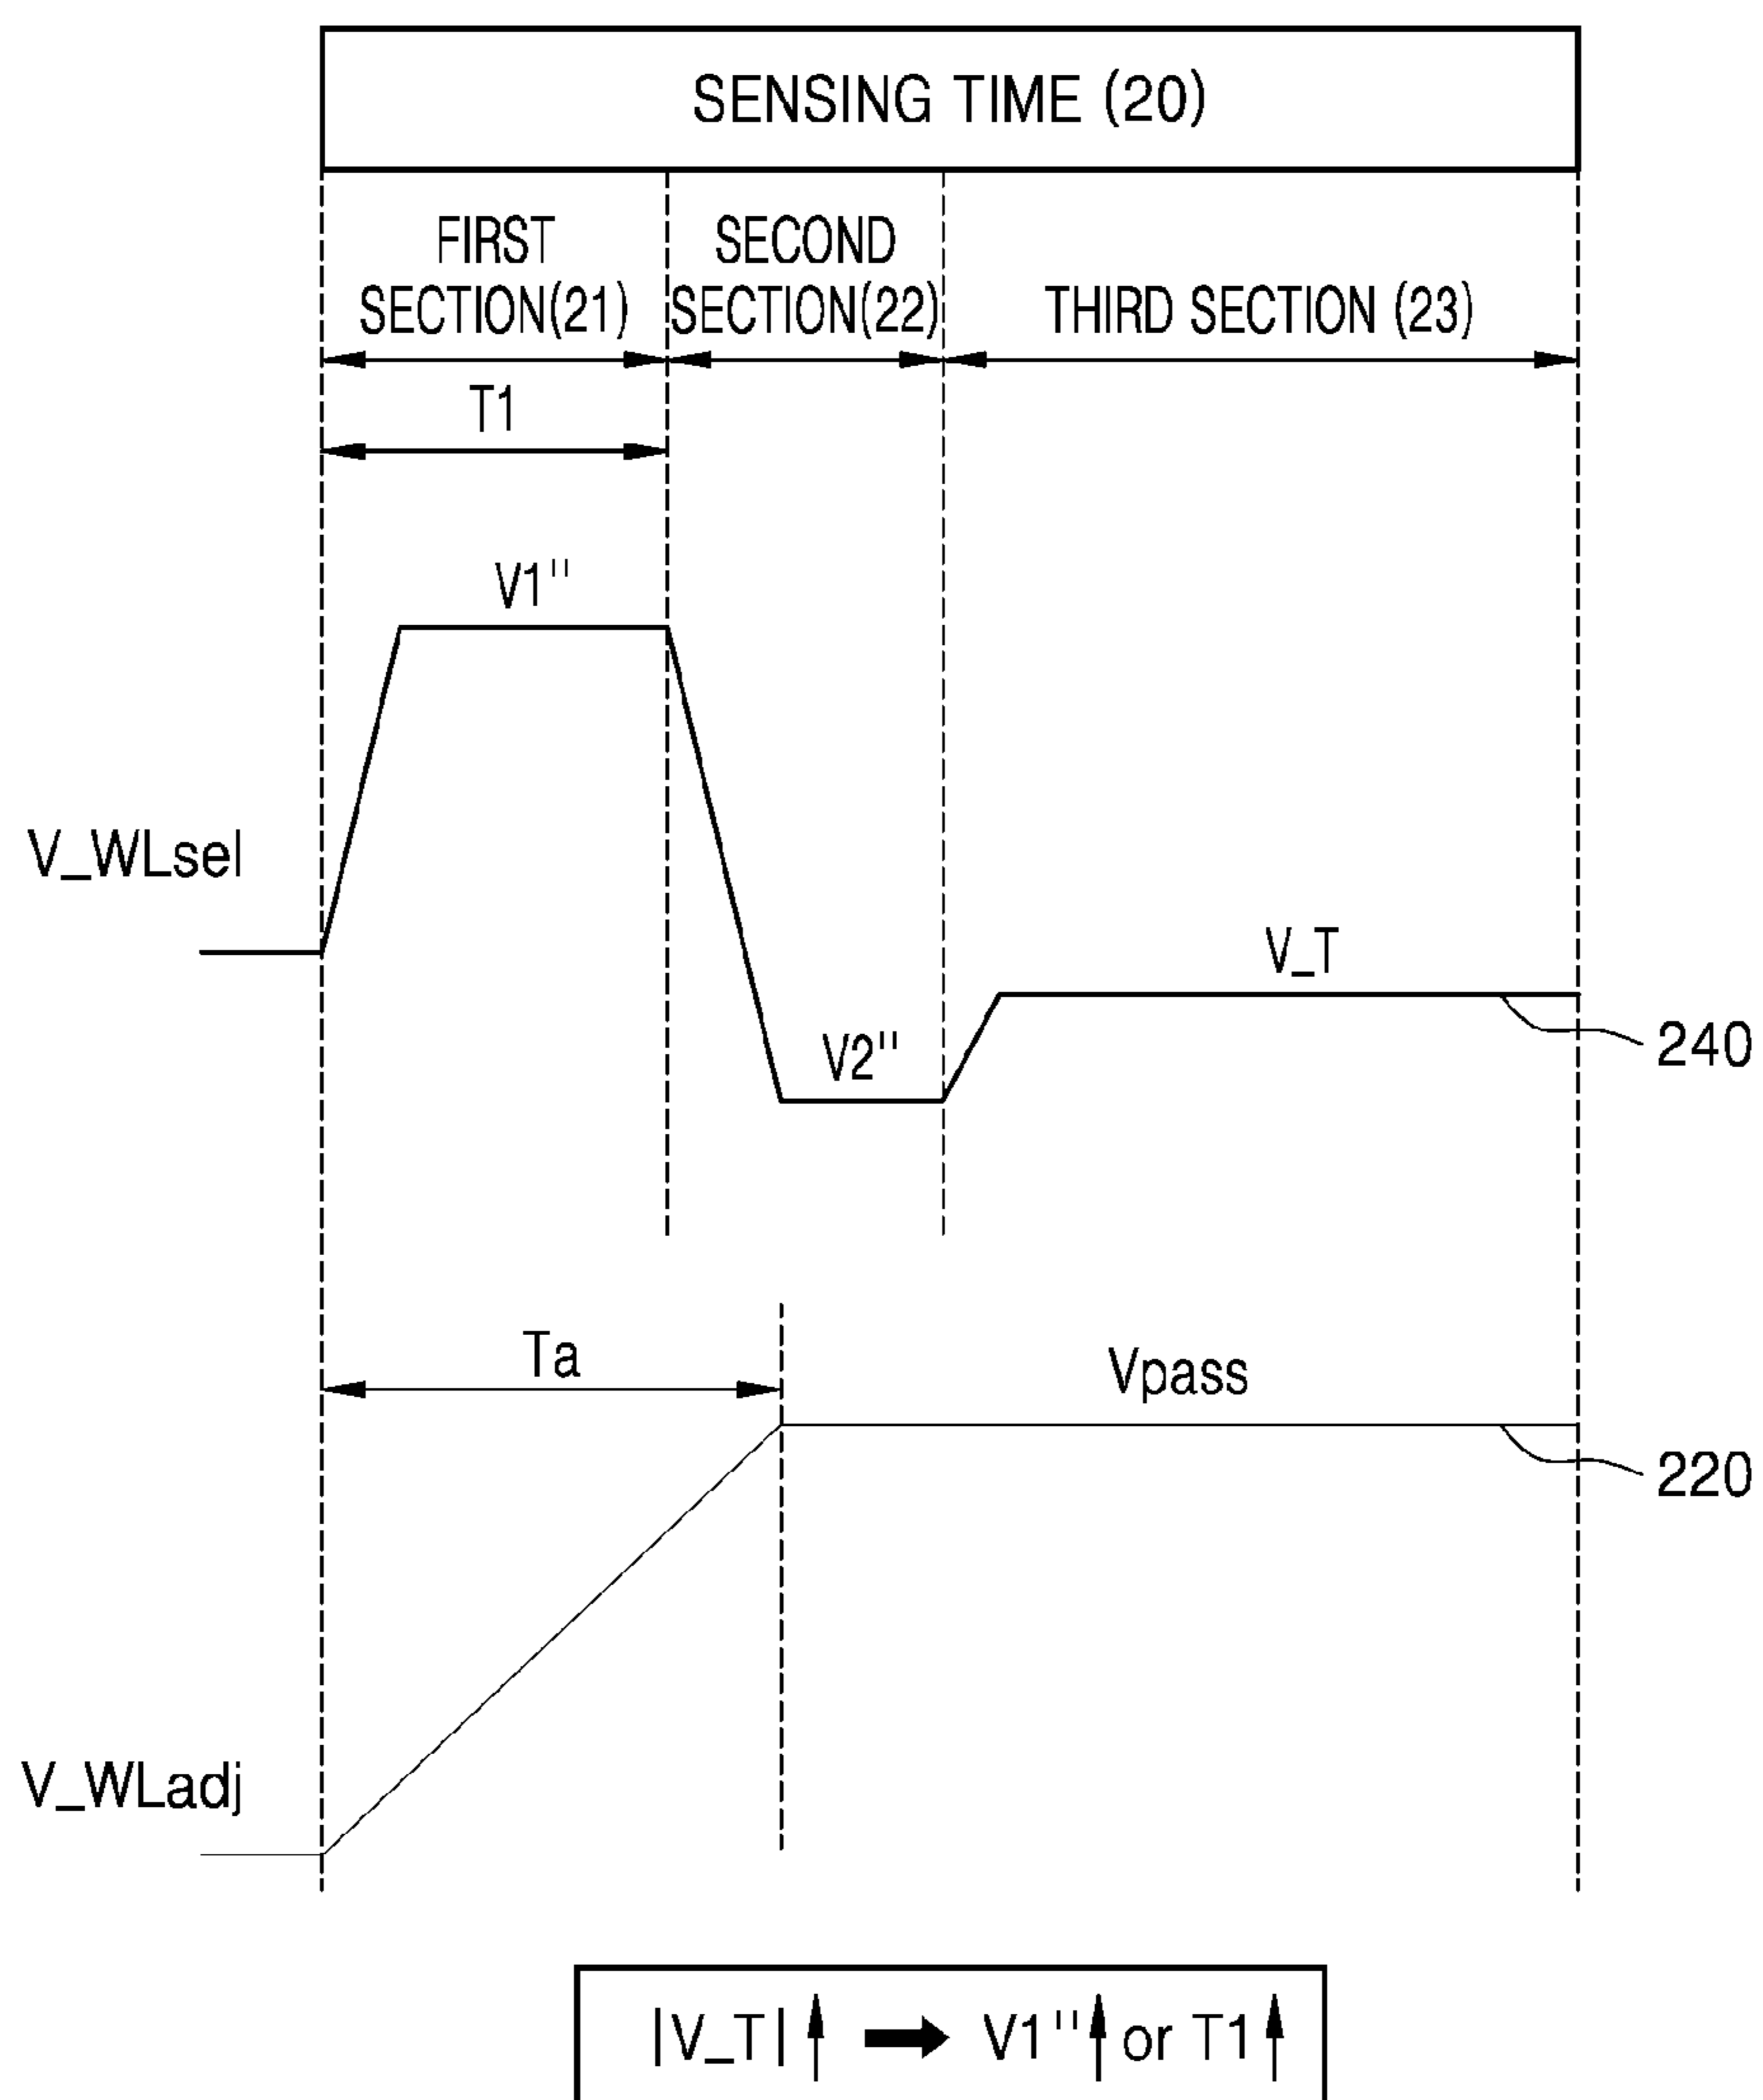 SENSING TIME (20)
FIRST
SECTION(21)
SECOND
SECTION(22)
THIRD SECTION (23)
T1
V1"
V_WLsel
V_T
V2"
240
Ta
Vpass
220
V_WLadj
|V_T|↑ ➡ V1"↑ or T1↑